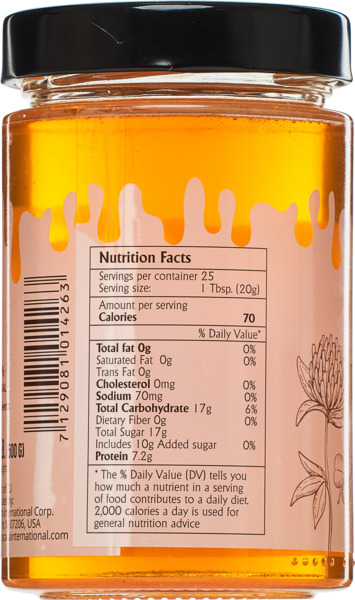 Nutrition Facts
Servings per container 25
Serving size: 1 Tbsp. (20g)
Amount per serving
Calories 70
% Daily Value*
Total fat 0g 0%
Saturated Fat 0g 0%
Trans Fat 0g
Cholesterol 0mg 0%
Sodium 70mg 0%
Total Carbohydrate 17g 6%
Dietary Fiber 0g 0%
Total Sugar 17g
Includes 10g Added sugar 0%
Protein 7.2g
* The % Daily Value (DV) tells you
how much a nutrient in a serving
of food contributes to a daily diet.
2,000 calories a day is used for
general nutrition advice
7 129081 014263
500 G)
Corp.
07206, USA
international.com